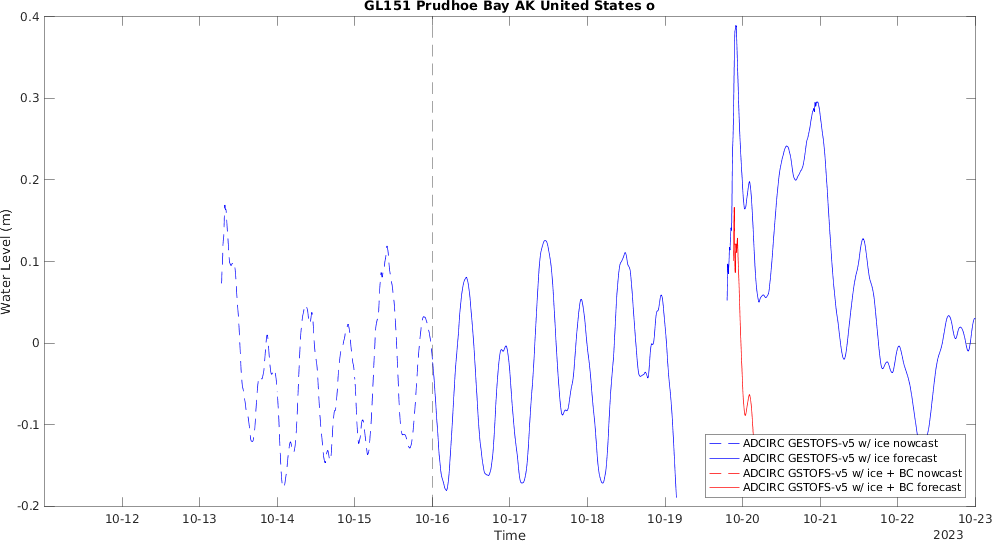 GL151 Prudhoe Bay AK United States o
Water Level (m)
0.4
0.3
0.2
0.1
0
-0.1
-0.2
ADCIRC GESTOFS-v5 w/ ice nowcast
ADCIRC GESTOFS-v5 w/ ice forecast
ADCIRC GSTOFS-v5 w/ ice + BC nowcast
ADCIRC GSTOFS-v5 w/ ice + BC forecast
10-12 10-13 10-14 10-15 10-16 10-17 10-18 10-19 10-20 10-21 10-22 10-23
Time
2023